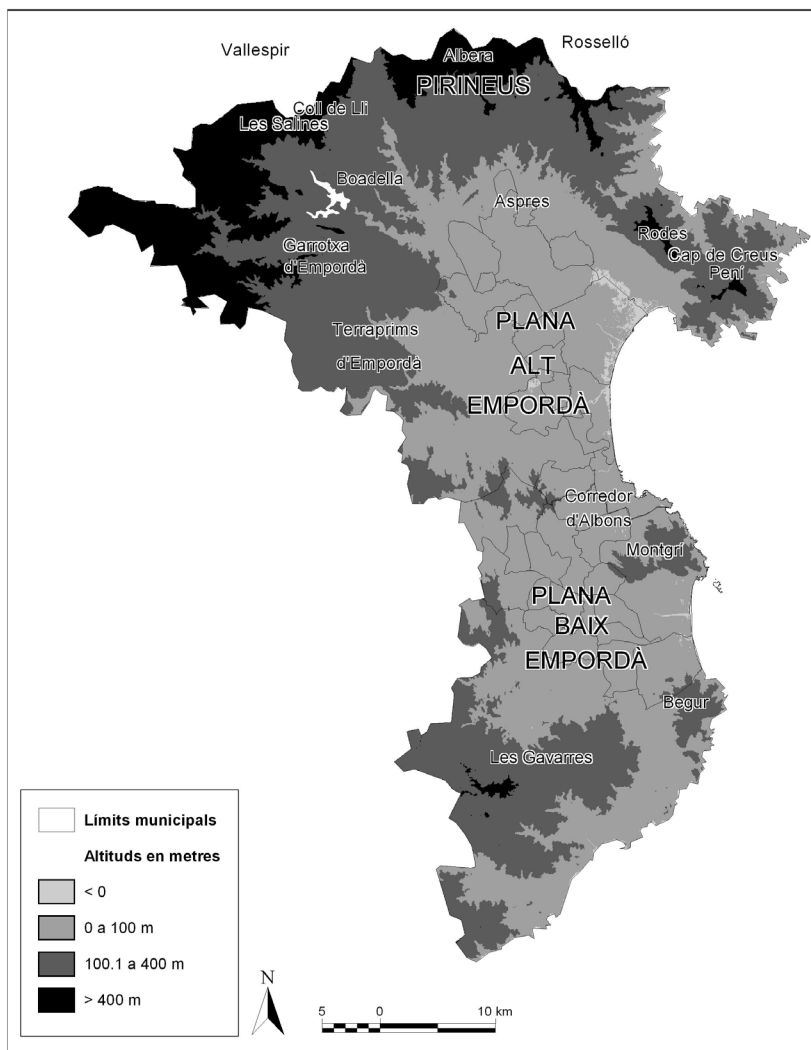 Vallespir
Rosselló
Albera
PIRINEUS
Coll de Lli
Les Salines
Boadella
Aspres
Rodes
Garrotxa
d'Empordà
Cap de Creus
Pení
PLANA
Terraprims
d'Empordà
ALT
EMPORDÀ
Corredor
d'Albons
Montgrí
PLANA
BAIX
EMPORDÀ
Begur
Les Gavarres
Límits municipals
Altituds en metres
< 0
0 a 100 m
100.1 a 400 m
> 400 m
N
5 0 10 km